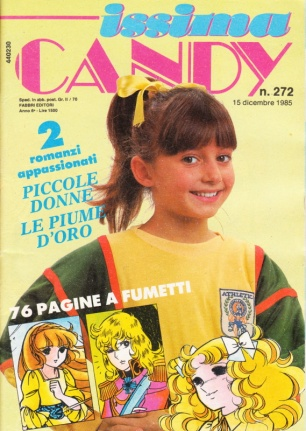 issima
CANDY
440230
Sped. in abb. post. Gr. II / 70
FABBRI EDITORI
Anno 6° - Lire 1500
n. 272
15 dicembre 1985
2
romanzi
appassionati
PICCOLE
DONNE
LE PIUME
D'ORO
76 PAGINE A FUMETTI
ATHLETIC